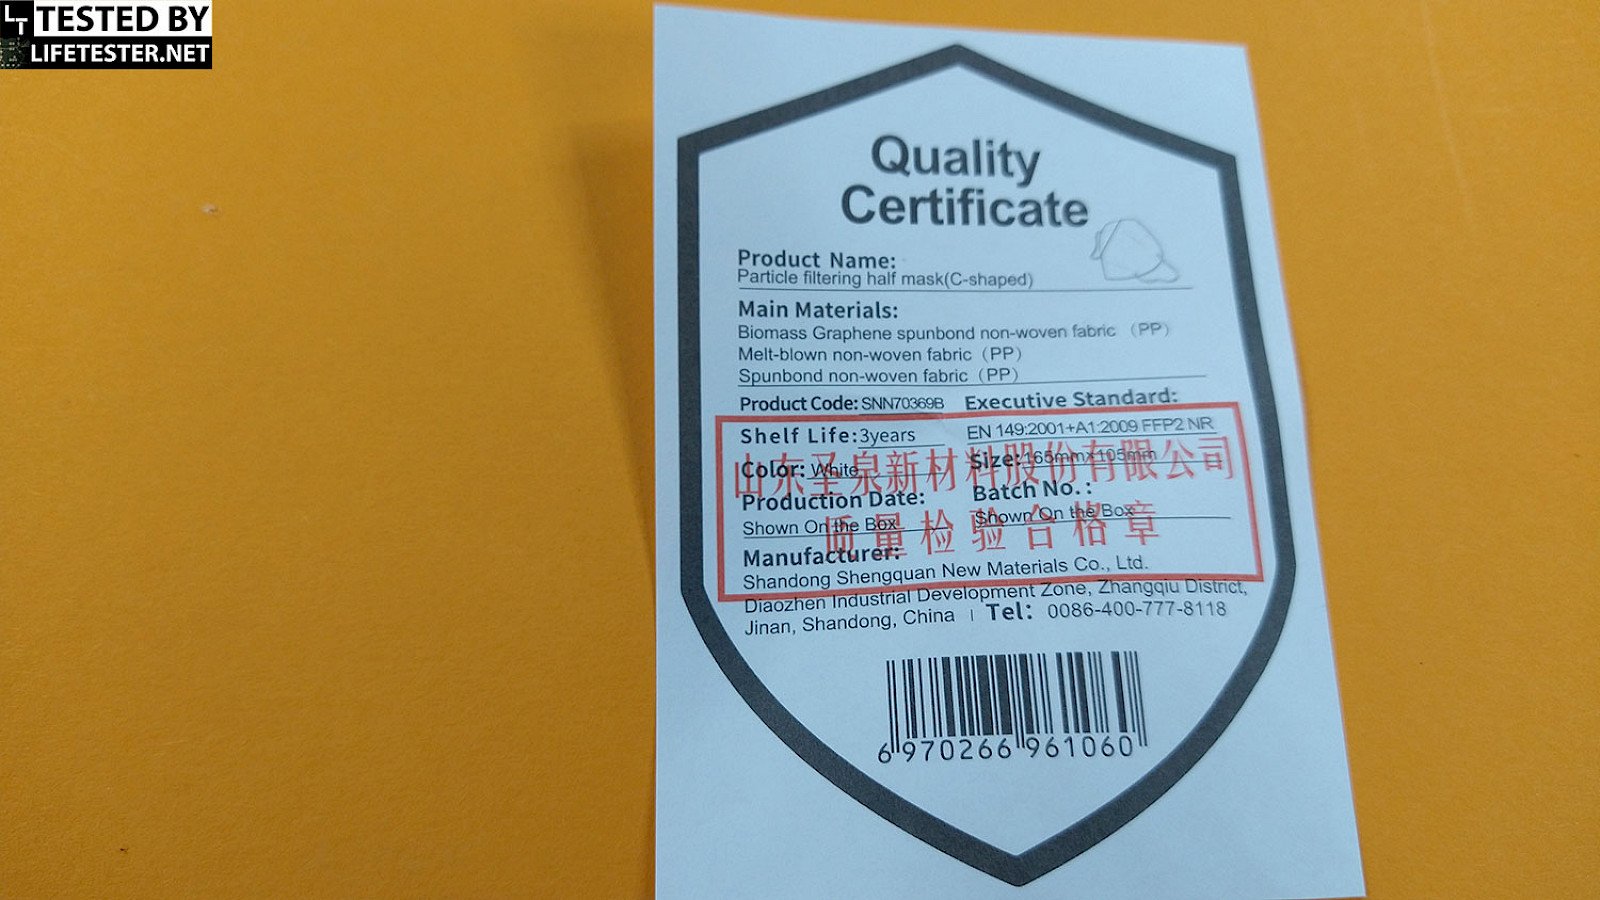 LT TESTED BY
LIFETESTER.NET
Quality
Certificate
Product Name:
Particle filtering half mask(C-shaped)
Main Materials:
Biomass Graphene spunbond non-woven fabric （PP）
Melt-blown non-woven fabric（PP）
Spunbond non-woven fabric（PP）
Product Code: SNN70369B Executive Standard:
Shelf Life: 3years EN 149:2001+A1:2009 FFP2 NR
山东圣泉新材料股份有限公司
Color: White Size: 165mmx105mm
Production Date: Batch No.:
Shown On the Box Shown On the Box
质量检验合格章
Manufacturer:
Shandong Shengquan New Materials Co., Ltd.
Diaozhen Industrial Development Zone, Zhangqiu District,
Jinan, Shandong, China | Tel: 0086-400-777-8118
6 970266 961060